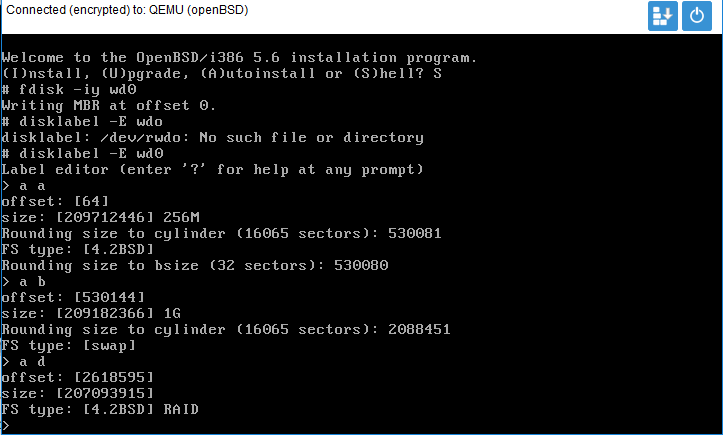 Connected (encrypted) to: QEMU (openBSD)
Welcome to the OpenBSD/i386 5.6 installation program.
(I)nstall, (U)pgrade, (A)utoinstall or (S)hell? S
# fdisk -iy wd0
Writing MBR at offset 0.
# disklabel -E wdo
disklabel: /dev/rwdo: No such file or directory
# disklabel -E wd0
Label editor (enter '?' for help at any prompt)
> a a
offset: [64]
size: [209712446] 256M
Rounding size to cylinder (16065 sectors): 530081
FS type: [4.2BSD]
Rounding size to bsize (32 sectors): 530080
> a b
offset: [530144]
size: [209182366] 1G
Rounding size to cylinder (16065 sectors): 2088451
FS type: [swap]
> a d
offset: [2618595]
size: [207093915]
FS type: [4.2BSD] RAID
>